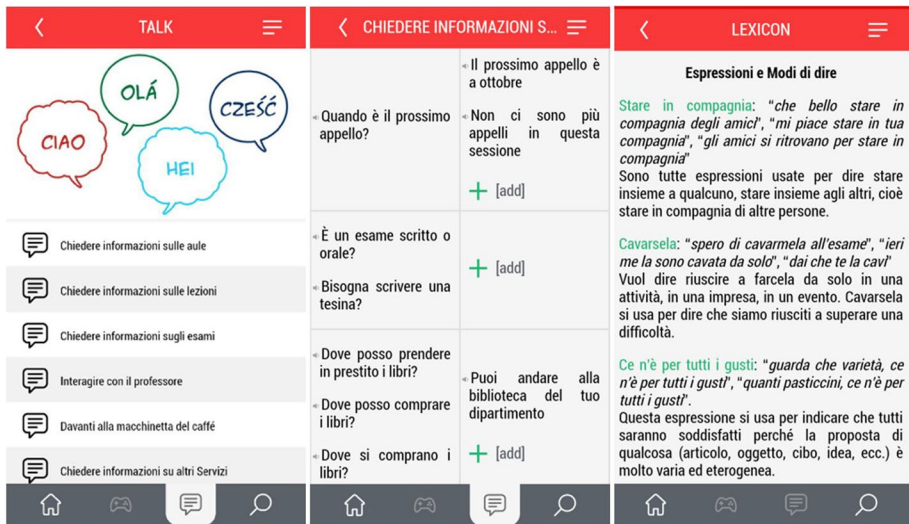 TALK
OLÁ
CZEŚĆ
CIAO
HEI
Chiedere informazioni sulle aule
Chiedere informazioni sulle lezioni
Chiedere informazioni sugli esami
Interagire con il professore
Davanti alla macchinetta del caffé
Chiedere informazioni su altri Servizi
CHIEDERE INFORMAZIONI S...
Quando è il prossimo
appello?
Il prossimo appello è
a ottobre
Non ci sono più
appelli in questa
sessione
[add]
È un esame scritto o
orale?
Bisogna scrivere una
tesina?
[add]
Dove posso prendere
in prestito i libri?
Dove posso comprare
i libri?
Dove si comprano i
libri?
Puoi andare alla
biblioteca del tuo
dipartimento
[add]
LEXICON
Espressioni e Modi di dire
Stare in compagnia: “che bello stare in
compagnia degli amici”, “mi piace stare in tua
compagnia”, “gli amici si ritrovano per stare in
compagnia”
Sono tutte espressioni usate per dire stare
insieme a qualcuno, stare insieme agli altri, cioè
stare in compagnia di altre persone.
Cavarsela: “spero di cavarmela all'esame”, “ieri
me la sono cavata da solo”, “dai che te la cavi”
Vuol dire riuscire a farcela da solo in una
attività, in una impresa, in un evento. Cavarsela
si usa per dire che siamo riusciti a superare una
difficoltà.
Ce n'è per tutti i gusti: “guarda che varietà, ce
n'è per tutti i gusti”, “quanti pasticcini, ce n'è per
tutti i gusti”.
Questa espressione si usa per indicare che tutti
saranno soddisfatti perché la proposta di
qualcosa (articolo, oggetto, cibo, idea, ecc.) è
molto varia ed eterogenea.